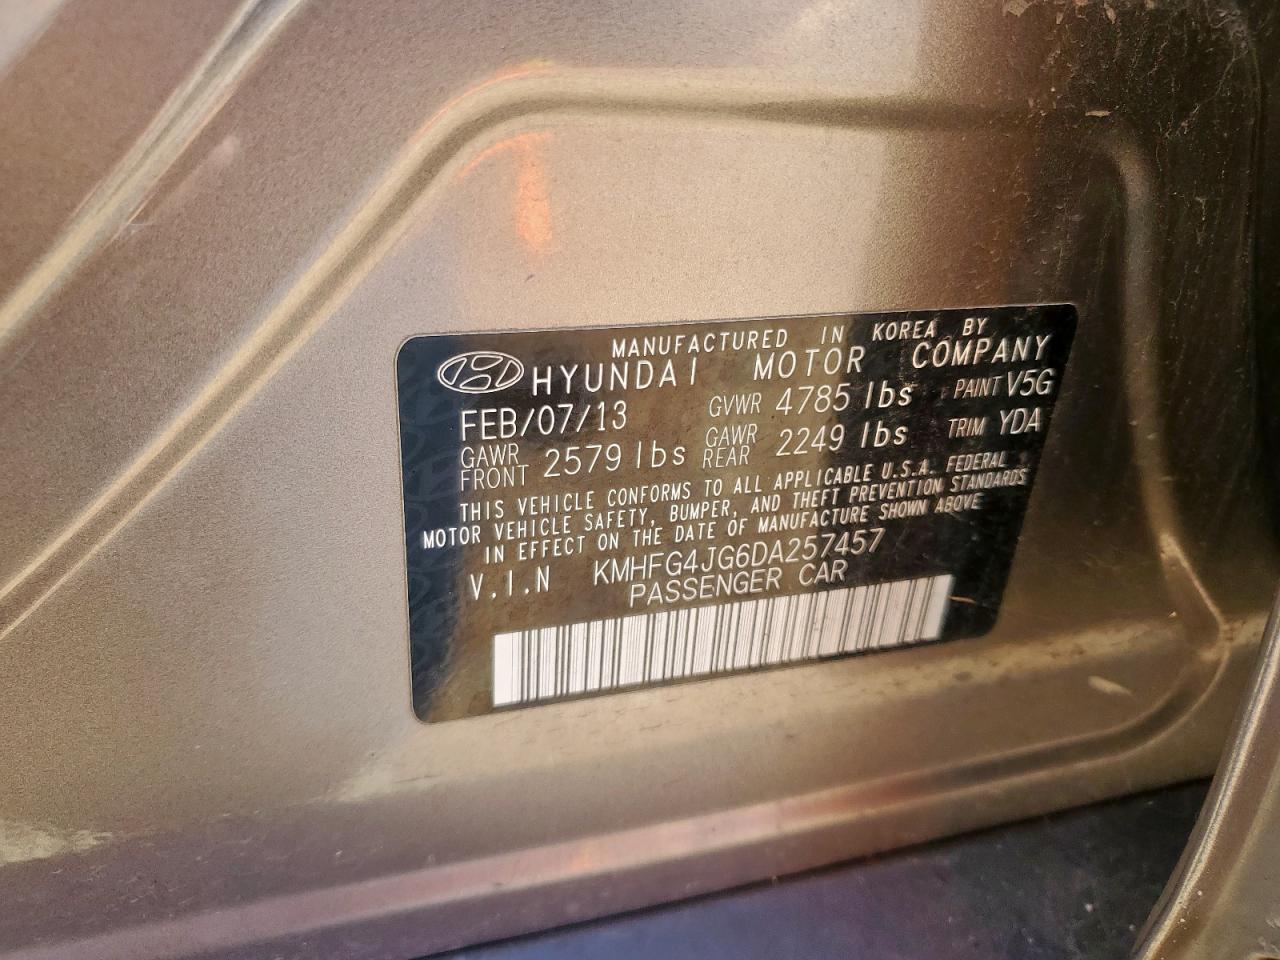 MANUFACTURED IN KOREA BY
HYUNDAI MOTOR COMPANY
FEB/07/13 GVWR 4785 lbs PAINT V5G
GAWR FRONT 2579 lbs GAWR REAR 2249 lbs TRIM YDA
THIS VEHICLE CONFORMS TO ALL APPLICABLE U.S.A. FEDERAL
MOTOR VEHICLE SAFETY, BUMPER, AND THEFT PREVENTION STANDARDS
IN EFFECT ON THE DATE OF MANUFACTURE SHOWN ABOVE
V.I.N KMHFG4JG6DA257457
PASSENGER CAR